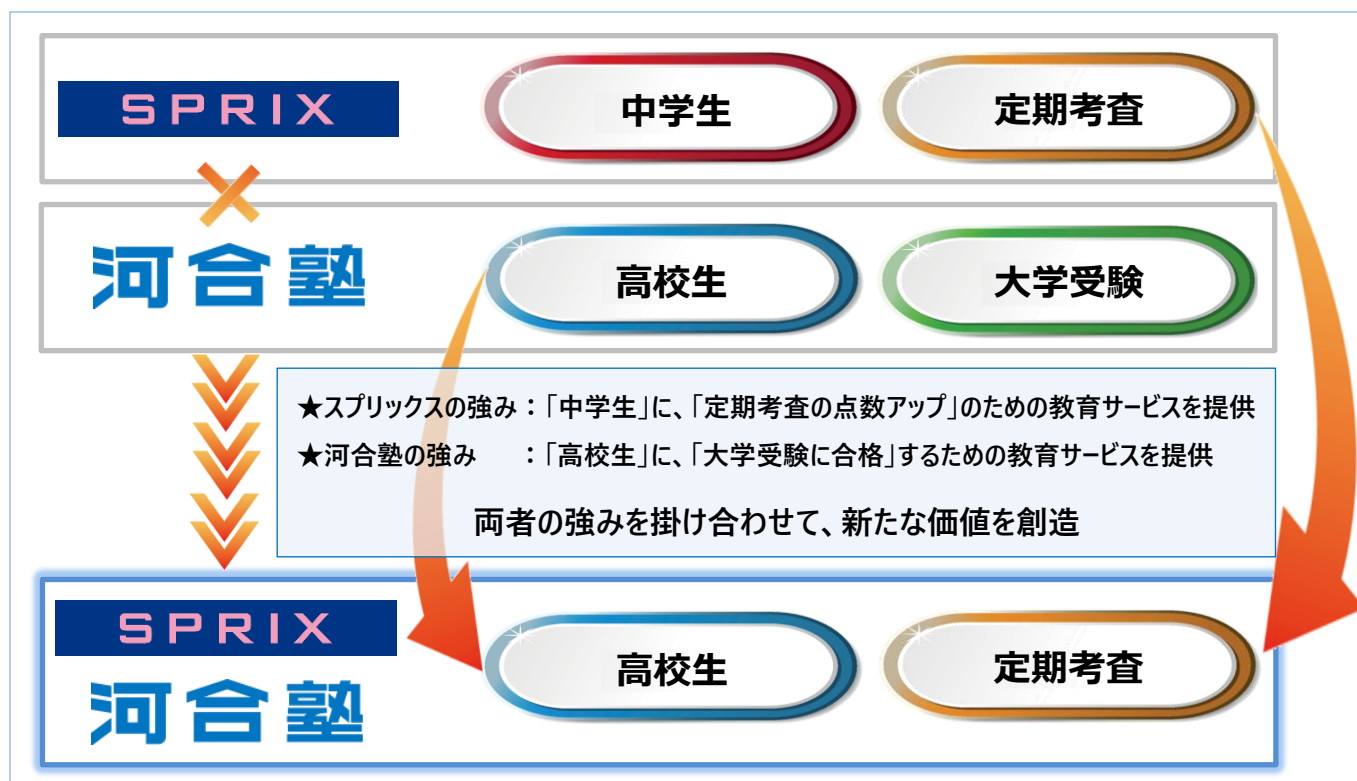 SPRIX
中学生
定期考査
河合塾
高校生
大学受験
★スプリックスの強み：「中学生」に、「定期考査の点数アップ」のための教育サービスを提供
★河合塾の強み　　：「高校生」に、「大学受験に合格」するための教育サービスを提供
両者の強みを掛け合わせて、新たな価値を創造
SPRIX
河合塾
高校生
定期考査